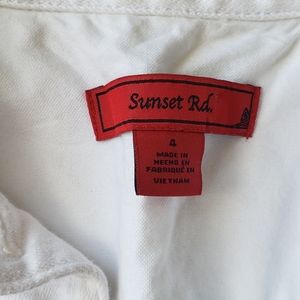 Sunset Rd.
4
MADE IN
HECHO EN
FABRIQUÉ EN
VIETNAM